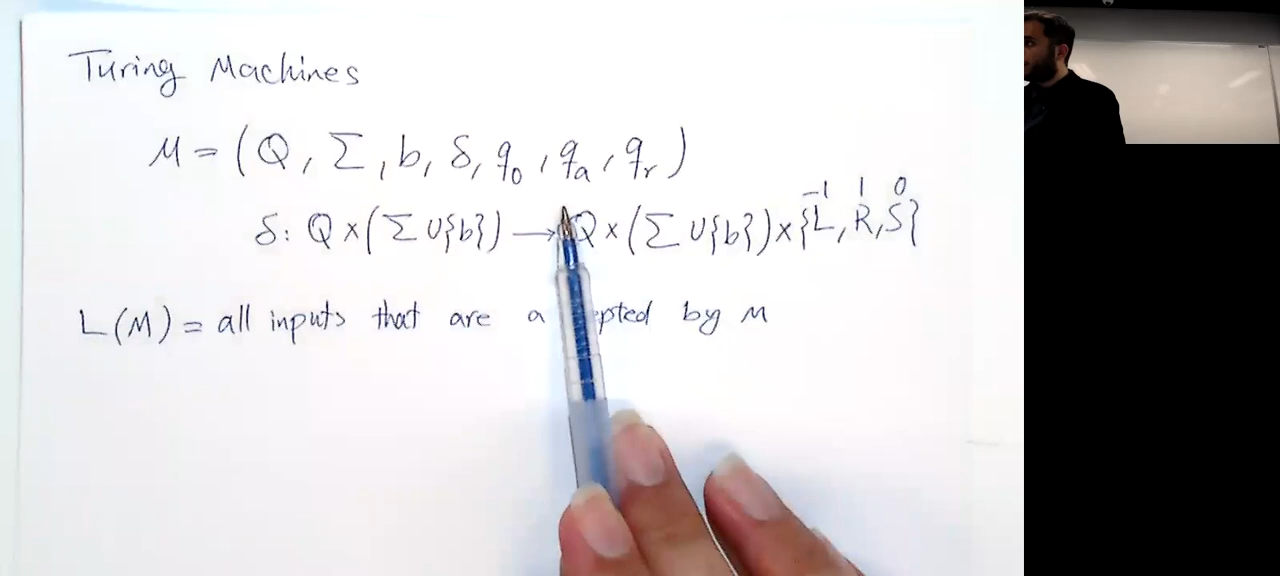 Turing Machines
M = (Q, Σ, b, δ, q₀, qₐ, qᵣ)
-1 1 0
δ: Q × (Σ ∪ {b}) → Q × (Σ ∪ {b}) × {L, R, S}
L(M) = all inputs that are by M